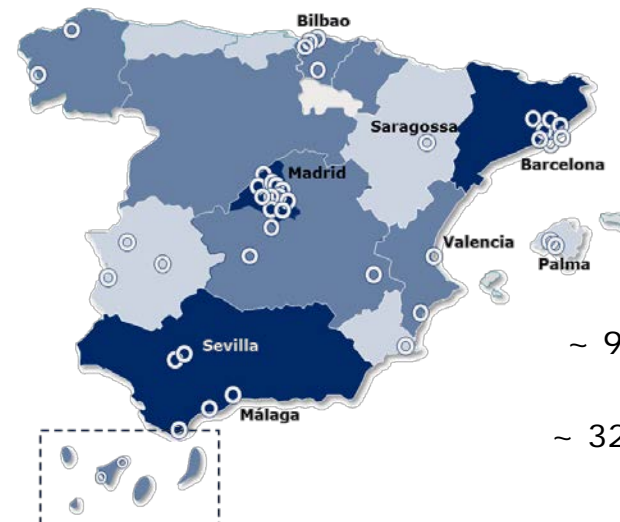 Bilbao
Saragossa
Madrid
Barcelona
Valencia
Palma
~ 9
Sevilla
Málaga
~ 32